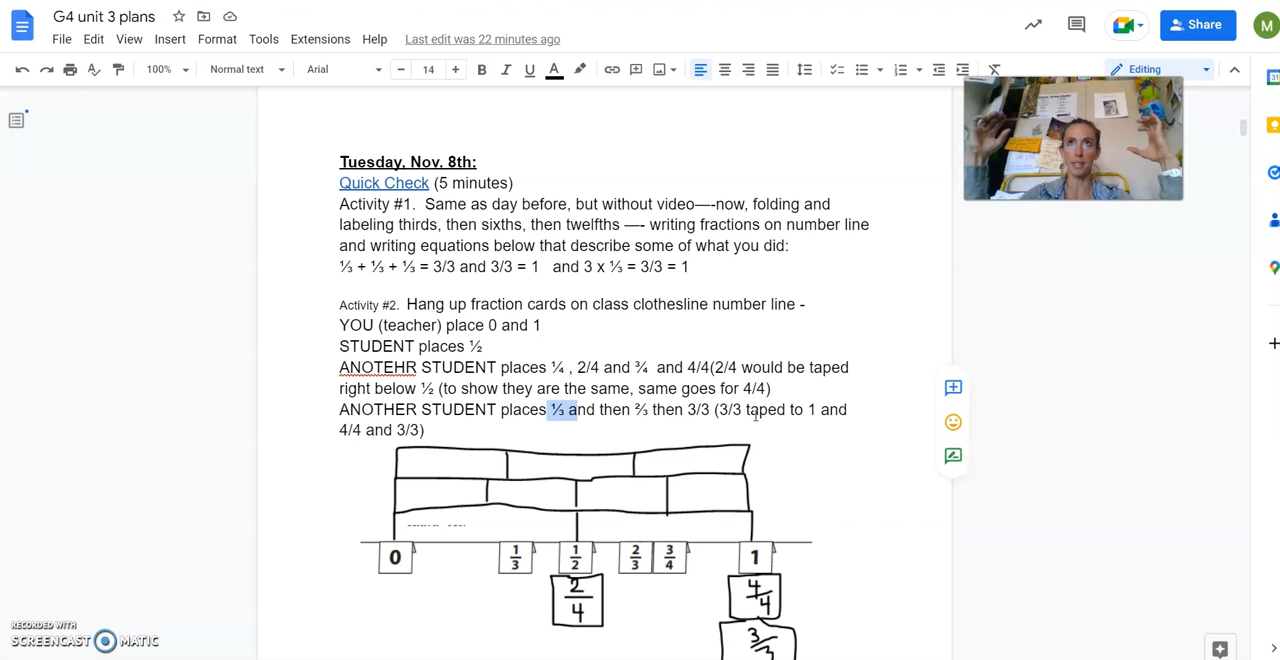 G4 unit 3 plans
File Edit View Insert Format Tools Extensions Help Last edit was 22 minutes ago
Share
M
100% Normal text Arial 14 B I U A Editing
31
Tuesday, Nov. 8th:
Quick Check (5 minutes)
Activity #1. Same as day before, but without video—-now, folding and
labeling thirds, then sixths, then twelfths —- writing fractions on number line
and writing equations below that describe some of what you did:
⅓ + ⅓ + ⅓ = 3/3 and 3/3 = 1 and 3 x ⅓ = 3/3 = 1
Activity #2. Hang up fraction cards on class clothesline number line -
YOU (teacher) place 0 and 1
STUDENT places ½
ANOTEHR STUDENT places ¼ , 2/4 and ¾ and 4/4(2/4 would be taped
right below ½ (to show they are the same, same goes for 4/4)
ANOTHER STUDENT places ⅓ and then ⅔ then 3/3 (3/3 taped to 1 and
4/4 and 3/3)
0 1/3 1/2 2/3 3/4 1
2/4 4/4
3/3
RECORDED WITH
SCREENCAST MATIC